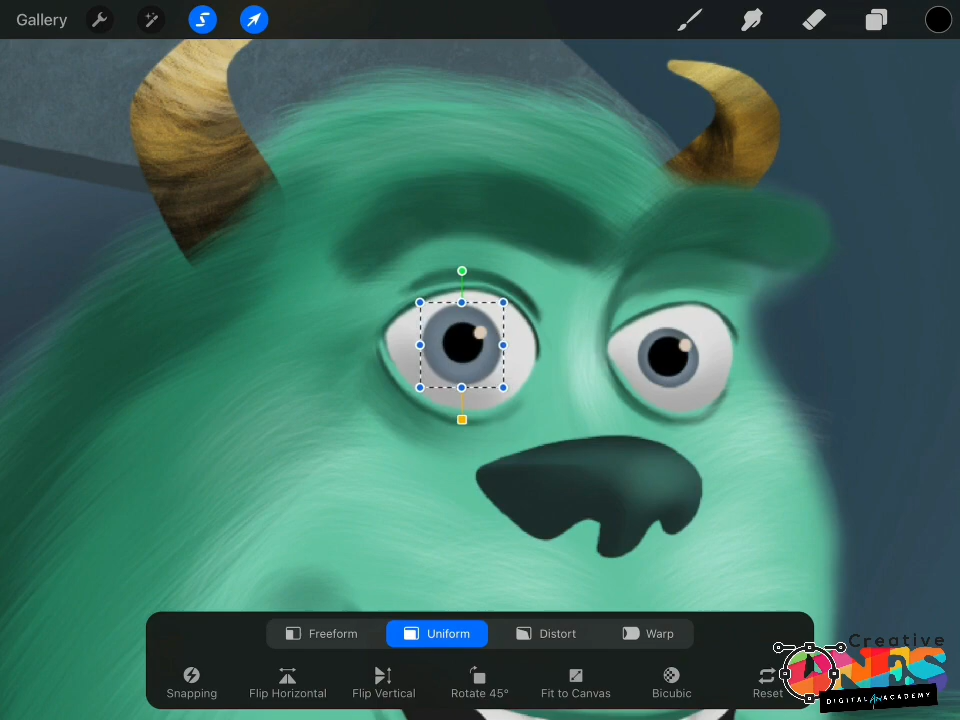 Gallery
Freeform Uniform Distort Warp
Snapping Flip Horizontal Flip Vertical Rotate 45° Fit to Canvas Bicubic Reset
Creative
DIGITAL ACADEMY